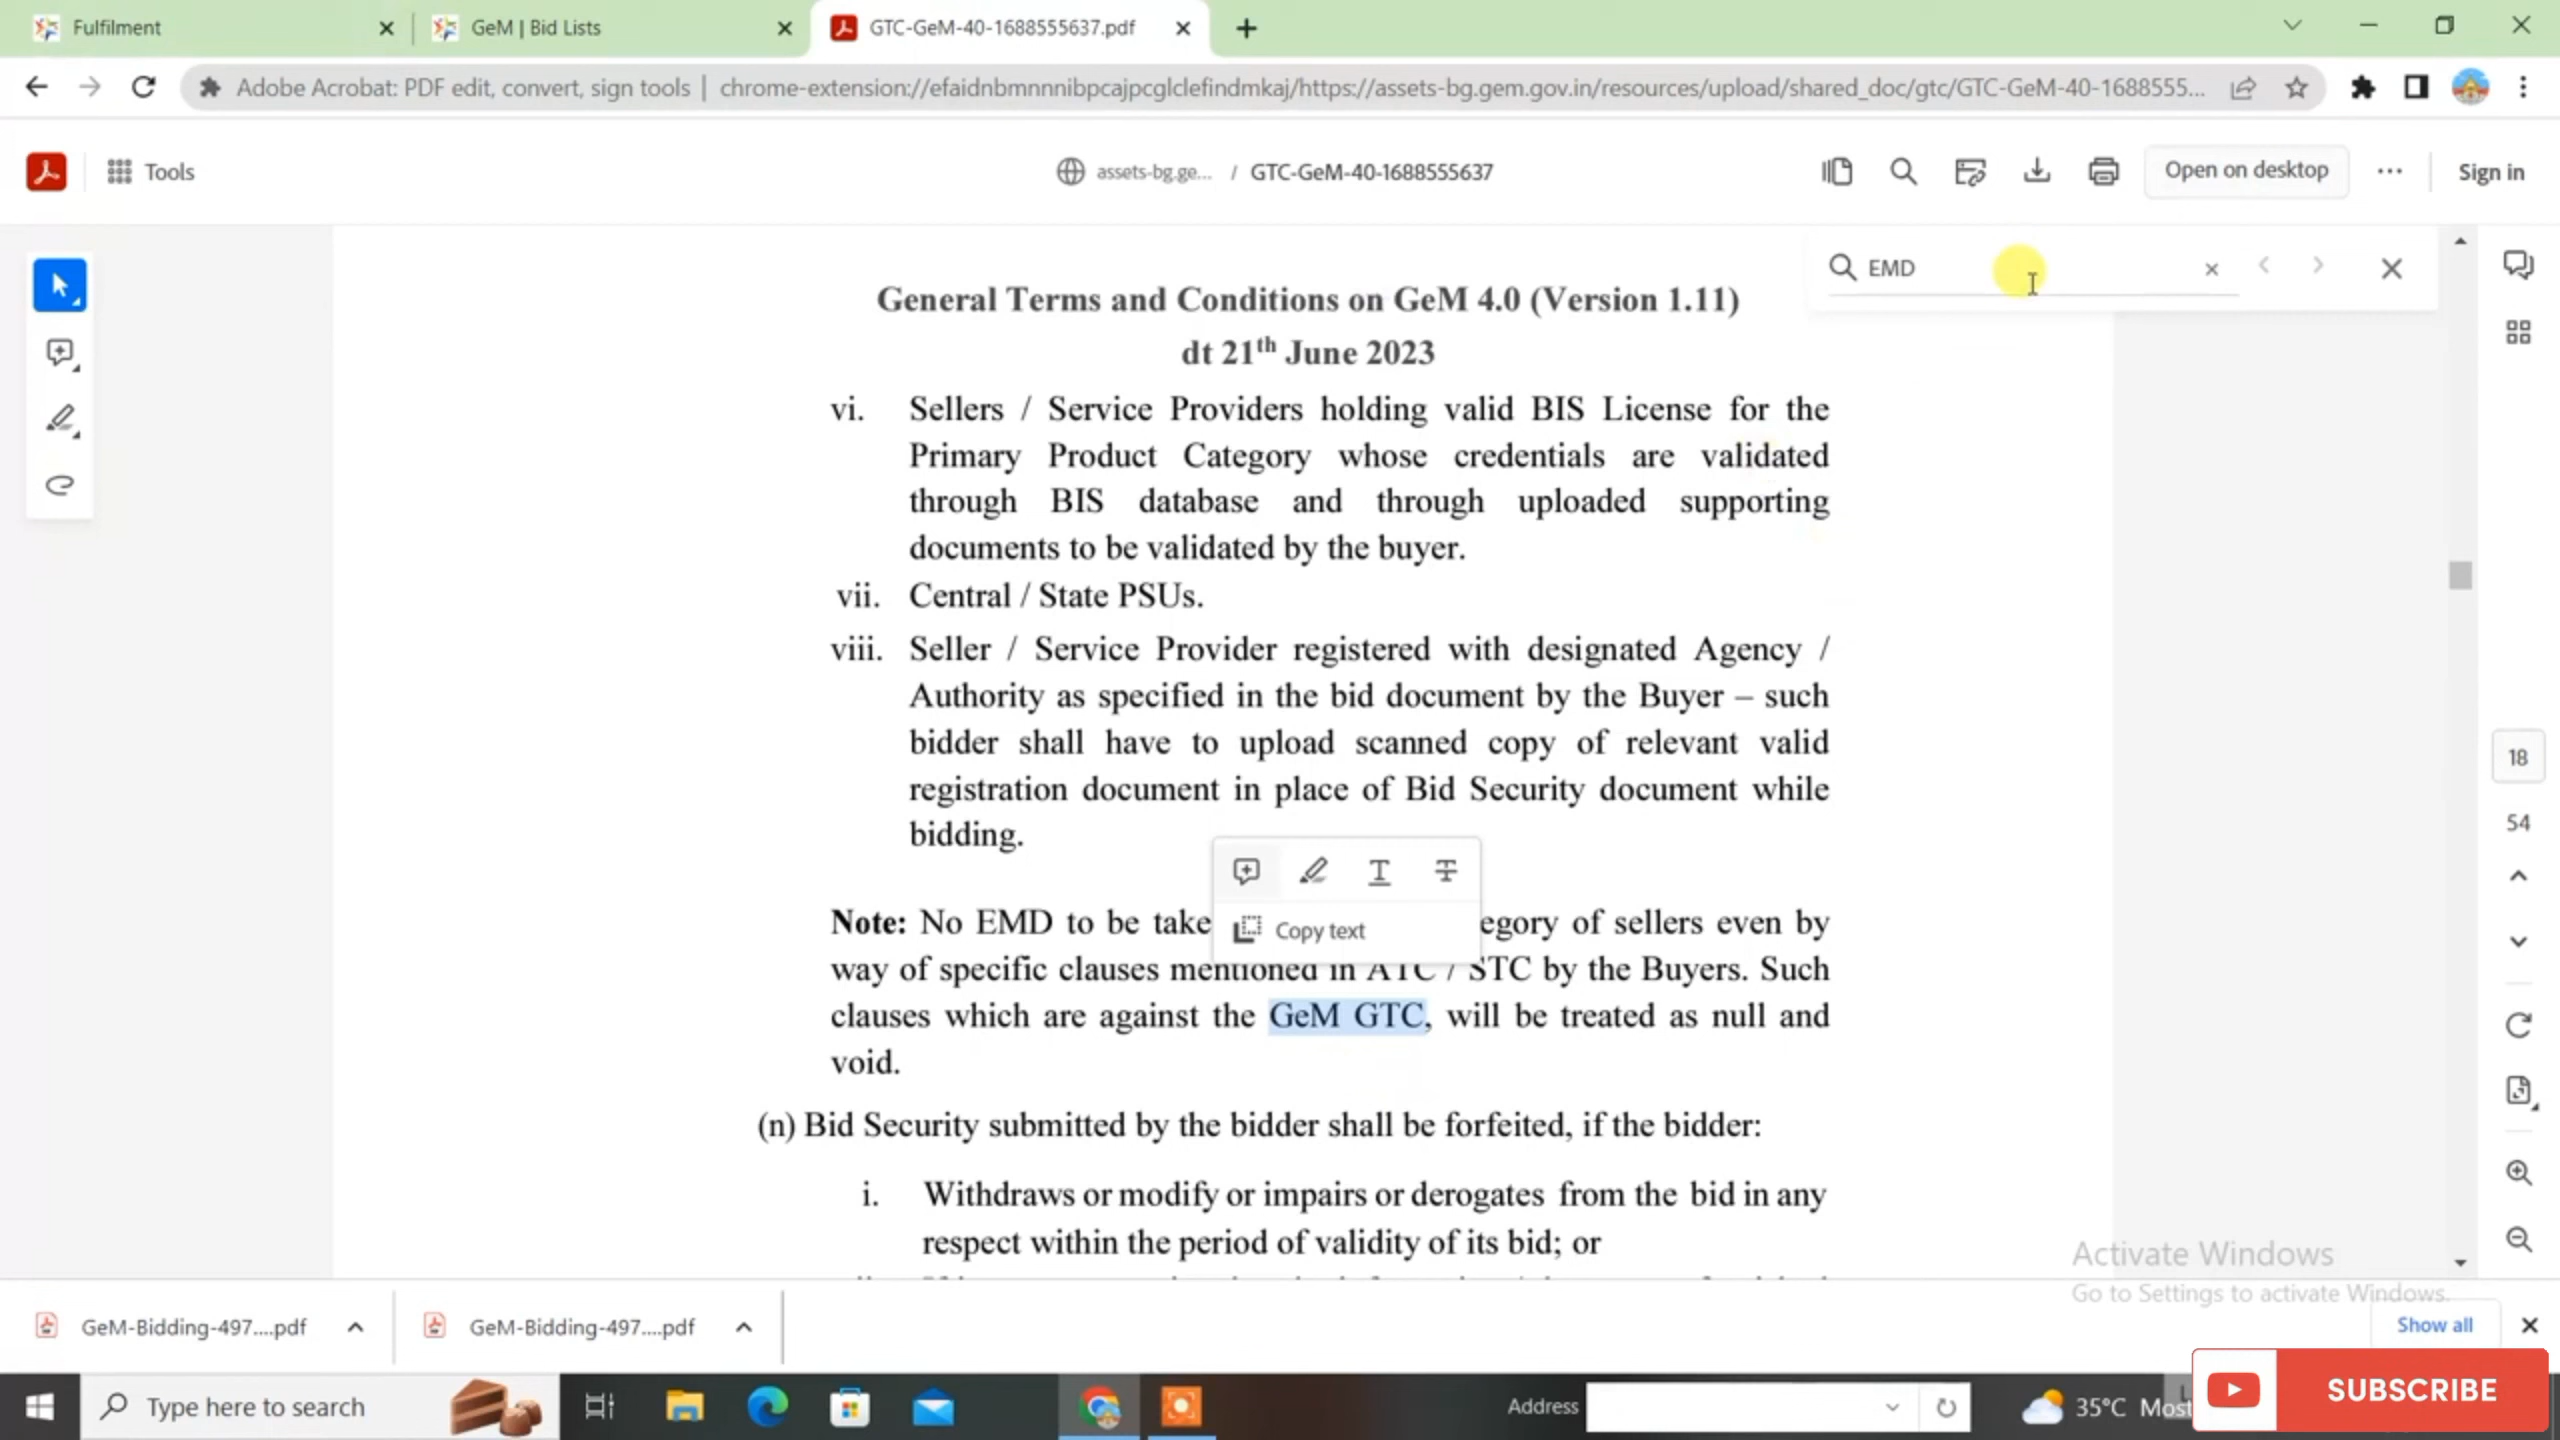 Fulfilment
GeM | Bid Lists
GTC-GeM-40-1688555637.pdf
Adobe Acrobat: PDF edit, convert, sign tools | chrome-extension://efaidnbmnnnibpcajpcglclefindmkaj/https://assets-bg.gem.gov.in/resources/upload/shared_doc/gtc/GTC-GeM-40-1688555...
Tools
assets-bg.ge... / GTC-GeM-40-1688555637
Open on desktop
Sign in
EMD
General Terms and Conditions on GeM 4.0 (Version 1.11)
dt 21th June 2023
vi. Sellers / Service Providers holding valid BIS License for the
Primary Product Category whose credentials are validated
through BIS database and through uploaded supporting
documents to be validated by the buyer.
vii. Central / State PSUs.
viii. Seller / Service Provider registered with designated Agency /
Authority as specified in the bid document by the Buyer – such
bidder shall have to upload scanned copy of relevant valid
registration document in place of Bid Security document while
bidding.
Copy text
Note: No EMD to be take egory of sellers even by
way of specific clauses mentioned in ATC / STC by the Buyers. Such
clauses which are against the GeM GTC, will be treated as null and
void.
(n) Bid Security submitted by the bidder shall be forfeited, if the bidder:
i. Withdraws or modify or impairs or derogates from the bid in any
respect within the period of validity of its bid; or
18
54
Activate Windows
Go to Settings to activate Windows.
GeM-Bidding-497....pdf
GeM-Bidding-497....pdf
Show all
Type here to search
Address
35°C Most
SUBSCRIBE